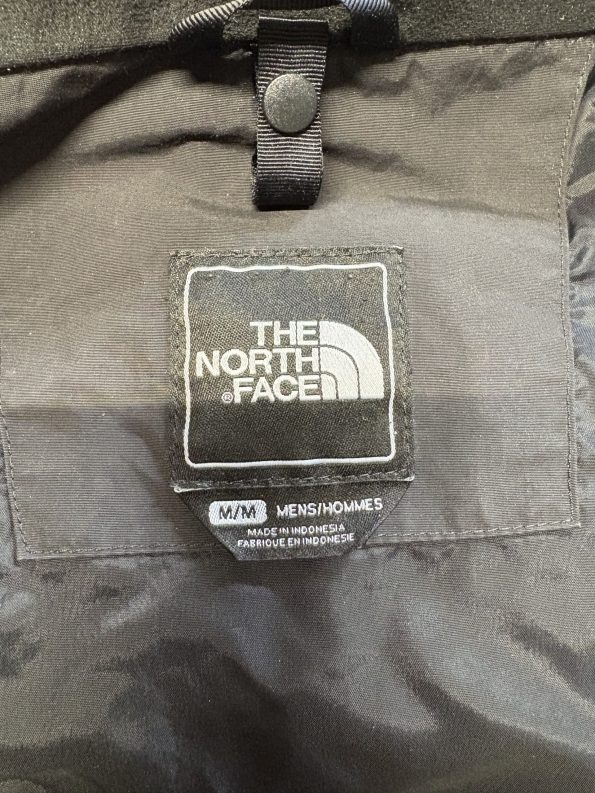 THE
NORTH
FACE
®
M/M MENS/HOMMES
MADE IN INDONESIA
FABRIQUE EN INDONESIE